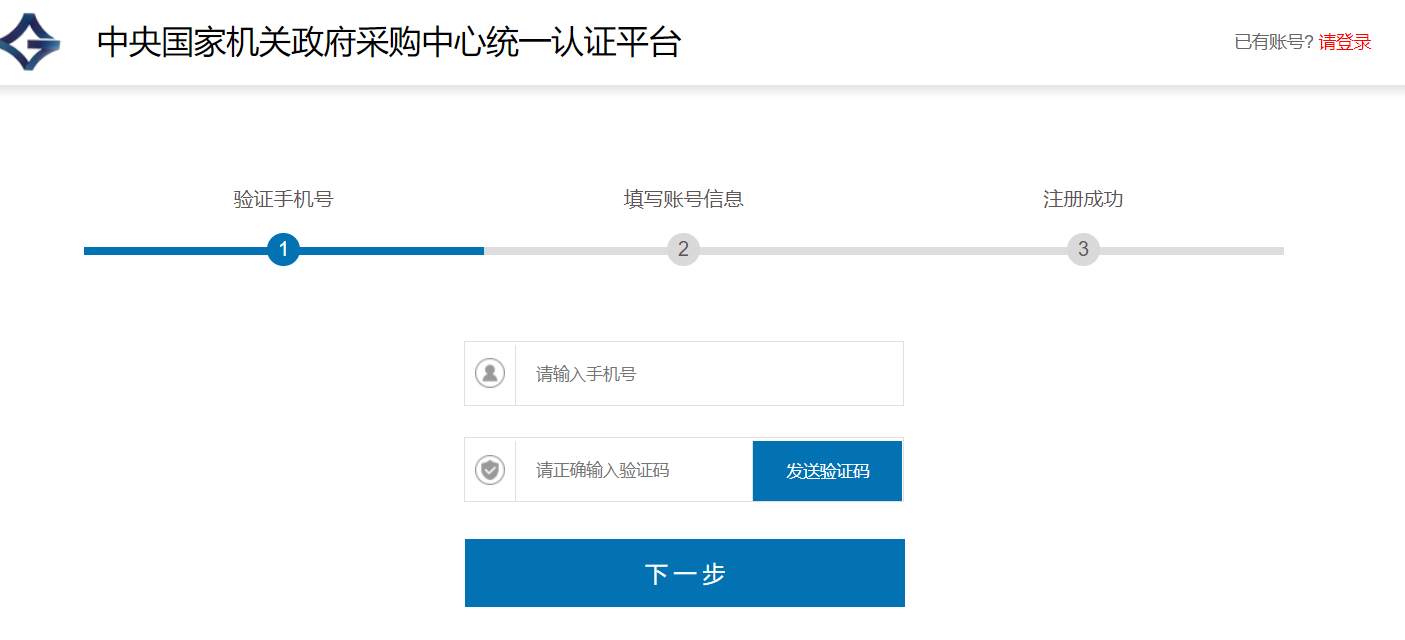 中央国家机关政府采购中心统一认证平台
已有账号? 请登录
验证手机号
填写账号信息
注册成功
1
2
3
请输入手机号
请正确输入验证码
发送验证码
下一步